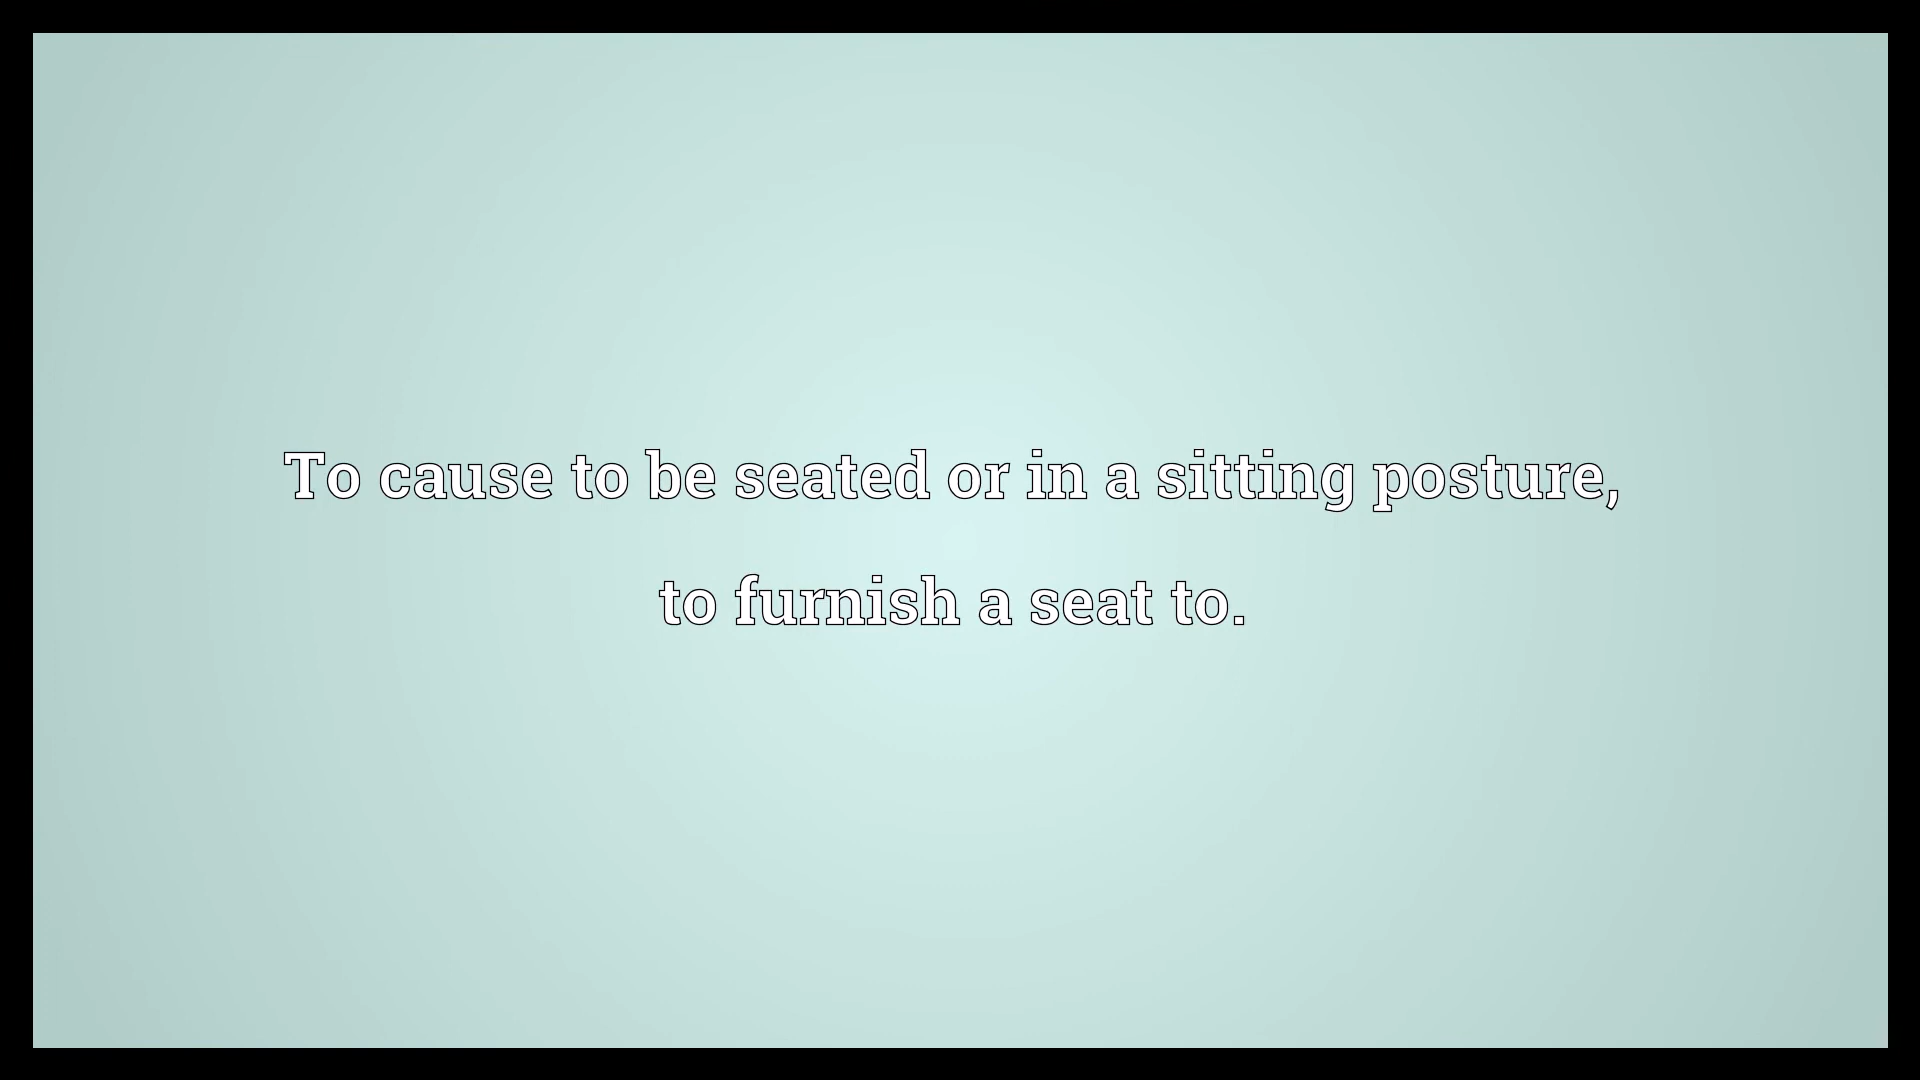 To cause to be seated or in a sitting posture,
to furnish a seat to.